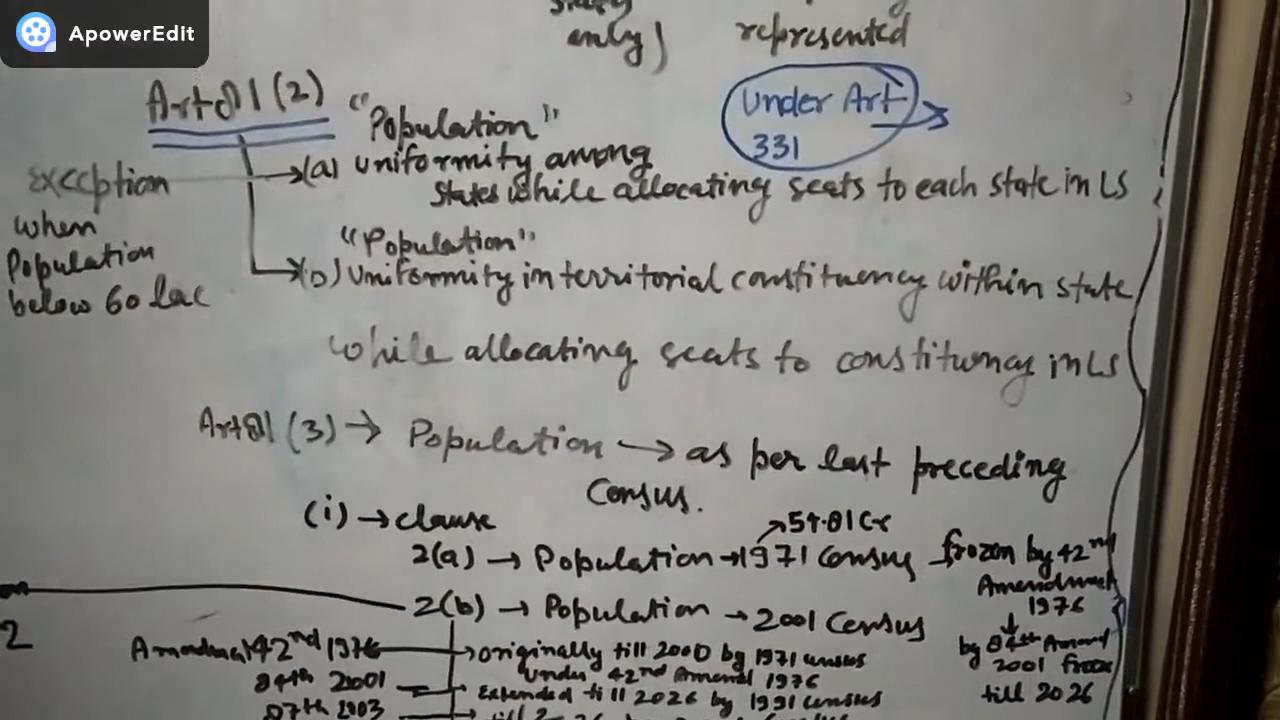 ApowerEdit
only)
represented
Art 81 (2)
"Population"
Under Art
331
(a) uniformity among
States while allocating seats to each state in LS
exception
when
Population
below 60 lac
"Population"
(b) Uniformity in territorial constituency within state
while allocating seats to constituency in LS
Art 81 (3) → Population → as per last preceding
Census.
(i) → clause
→ 54.81 Cr
2(a) → Population → 1971 Census → frozen by 42nd
Amendment
1976
↓
by 84th Amend
2001 Freeze
till 2026
2(b) → Population → 2001 Census
2
Amendment 42nd 1976 → originally till 2000 by 1971 census
under 42nd Amend 1976
84th 2001 → Extended till 2026 by 1991 census
87th 2003